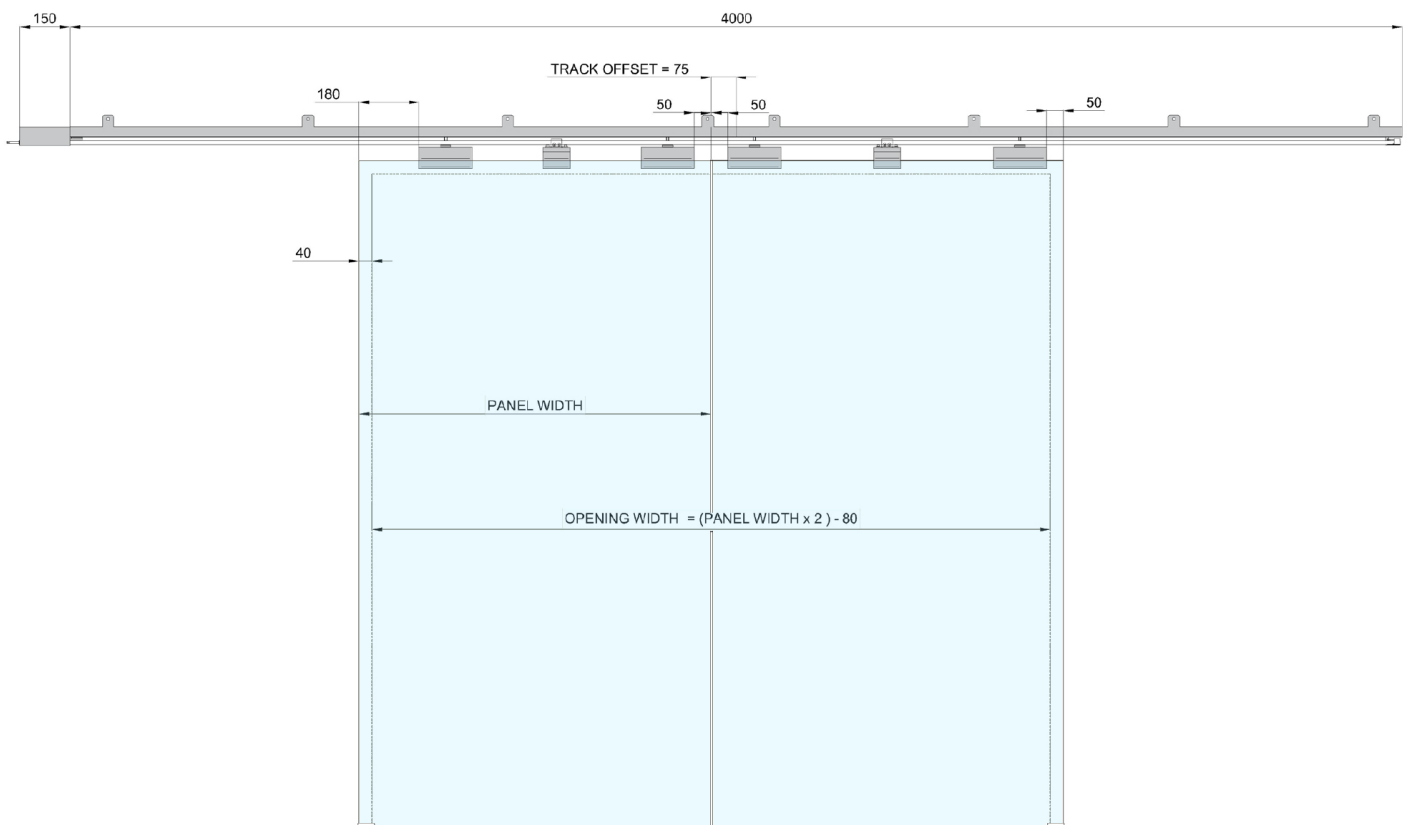 150
4000
TRACK OFFSET = 75
180
50
50
50
40
PANEL WIDTH
OPENING WIDTH = (PANEL WIDTH x 2 ) - 80